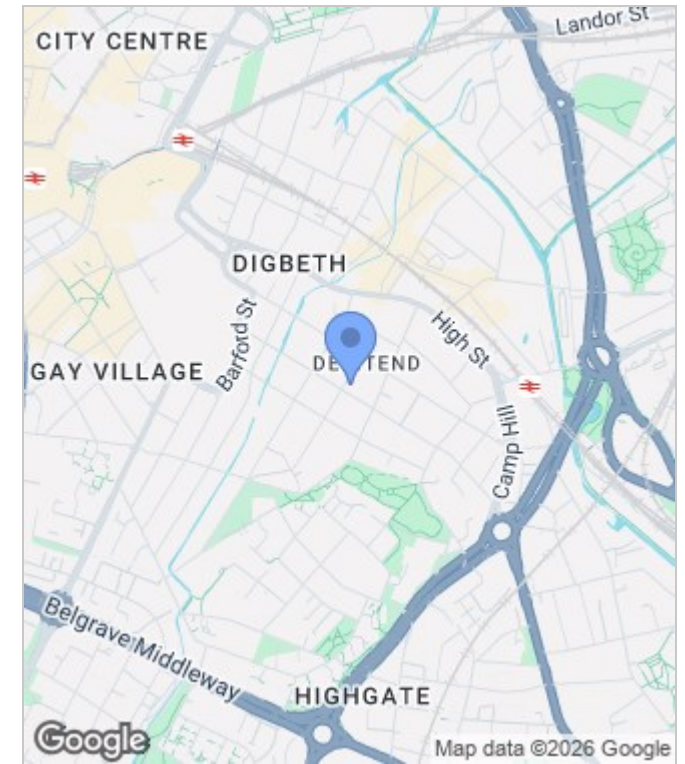 CITY CENTRE
Landor St
DIGBETH
Barford St
High St
GAY VILLAGE
Camp Hill
Belgrave Middleway
HIGHGATE
Google
Map data ©2026 Google